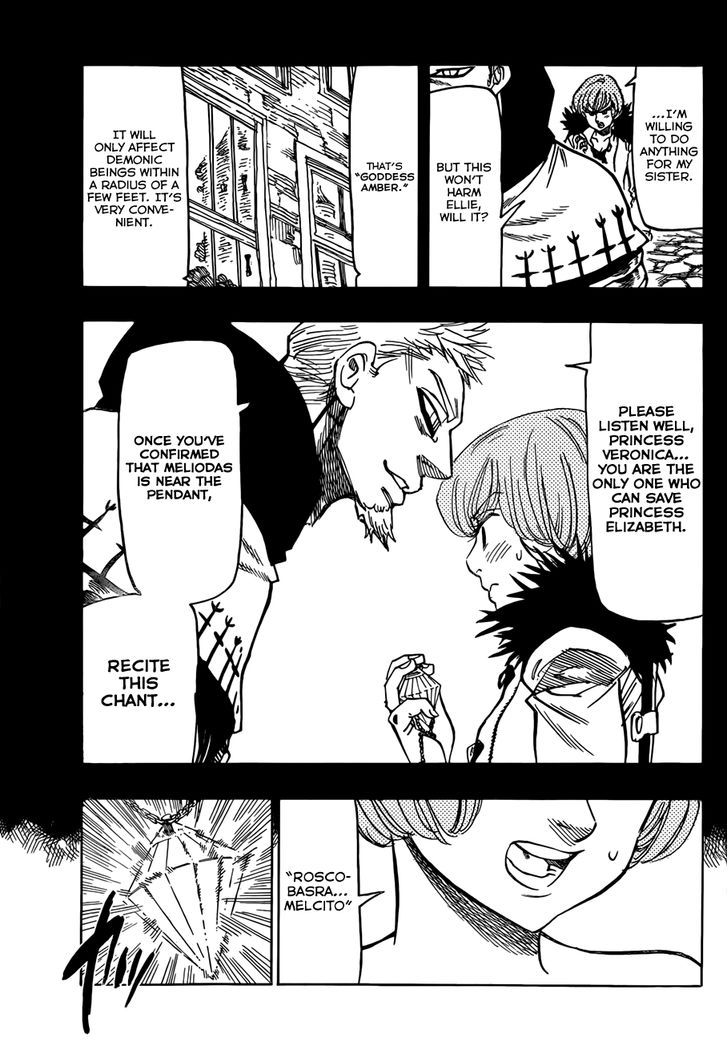 ...I'M
WILLING
TO DO
ANYTHING
FOR MY
SISTER.
BUT THIS
WON'T
HARM
ELLIE,
WILL IT?
THAT'S
"GODDESS
AMBER."
IT WILL
ONLY AFFECT
DEMONIC
BEINGS WITHIN
A RADIUS OF A
FEW FEET. IT'S
VERY CONVE-
NIENT.
PLEASE
LISTEN WELL,
PRINCESS
VERONICA...
YOU ARE THE
ONLY ONE WHO
CAN SAVE
PRINCESS
ELIZABETH.
ONCE YOU'VE
CONFIRMED
THAT MELIODAS
IS NEAR THE
PENDANT,
RECITE
THIS
CHANT...
"ROSCO-
BASRA...
MELCITO"
カッ